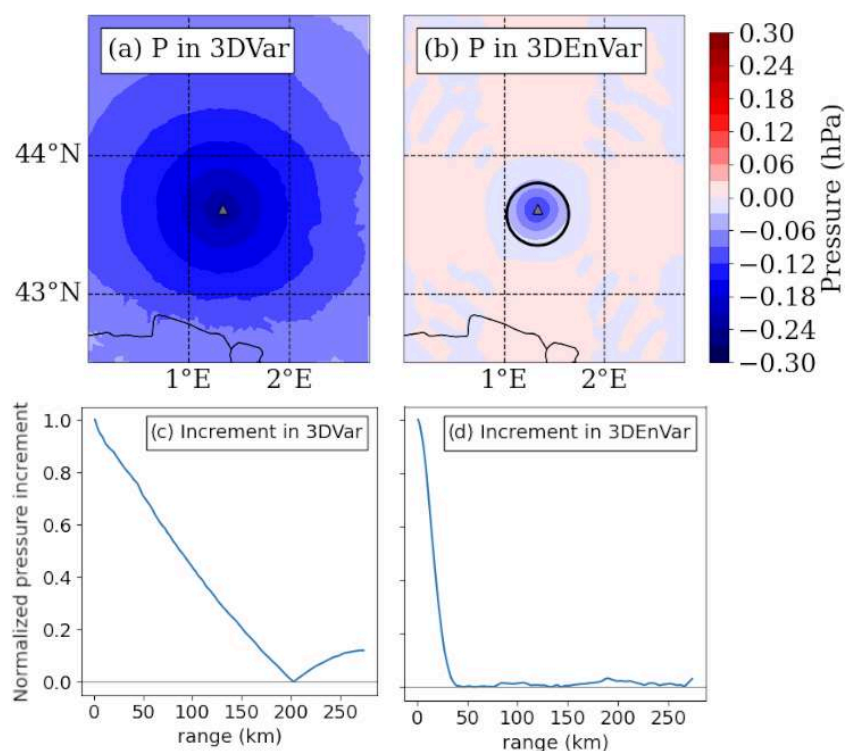 (a) P in 3DVar
(b) P in 3DEnVar
44°N
43°N
1°E 2°E
1°E 2°E
0.30
0.24
0.18
0.12
0.06
0.00
−0.06
−0.12
−0.18
−0.24
−0.30
Pressure (hPa)
(c) Increment in 3DVar
Normalized pressure increment
1.0
0.8
0.6
0.4
0.2
0.0
0 50 100 150 200 250
range (km)
(d) Increment in 3DEnVar
0 50 100 150 200 250
range (km)